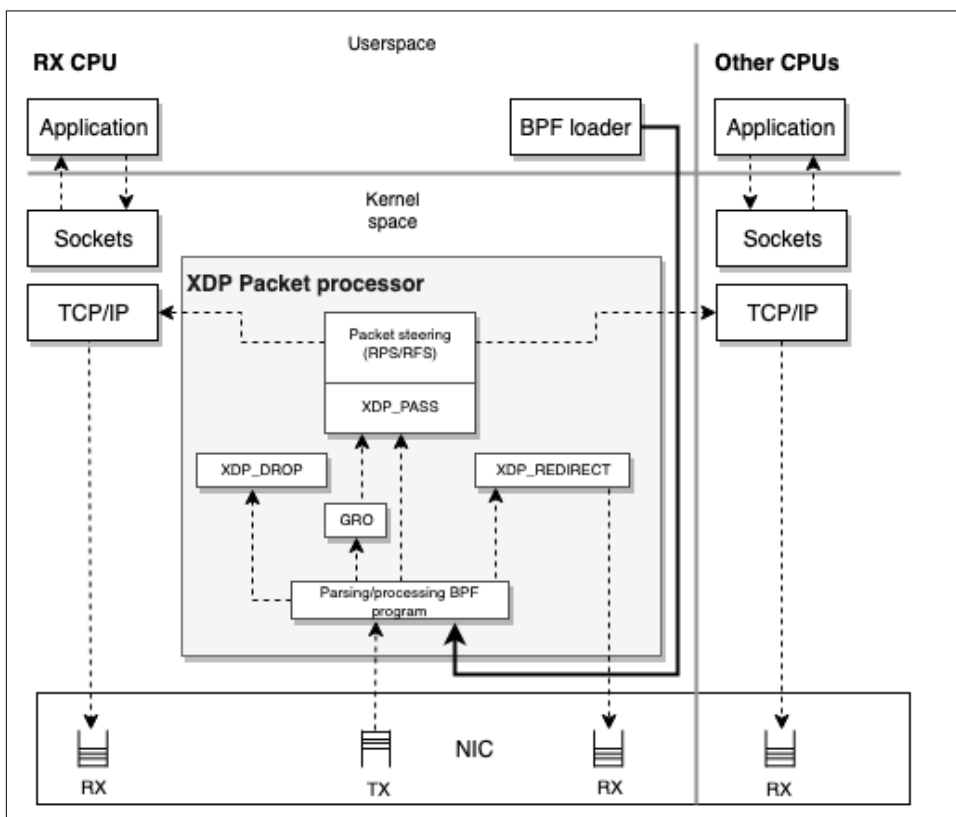 Userspace
RX CPU
Other CPUs
Application
BPF loader
Application
Kernel
space
Sockets
Sockets
XDP Packet processor
TCP/IP
Packet steering
(RPS/RFS)
TCP/IP
XDP_PASS
XDP_DROP
XDP_REDIRECT
GRO
Parsing/processing BPF
program
NIC
RX
TX
RX
RX